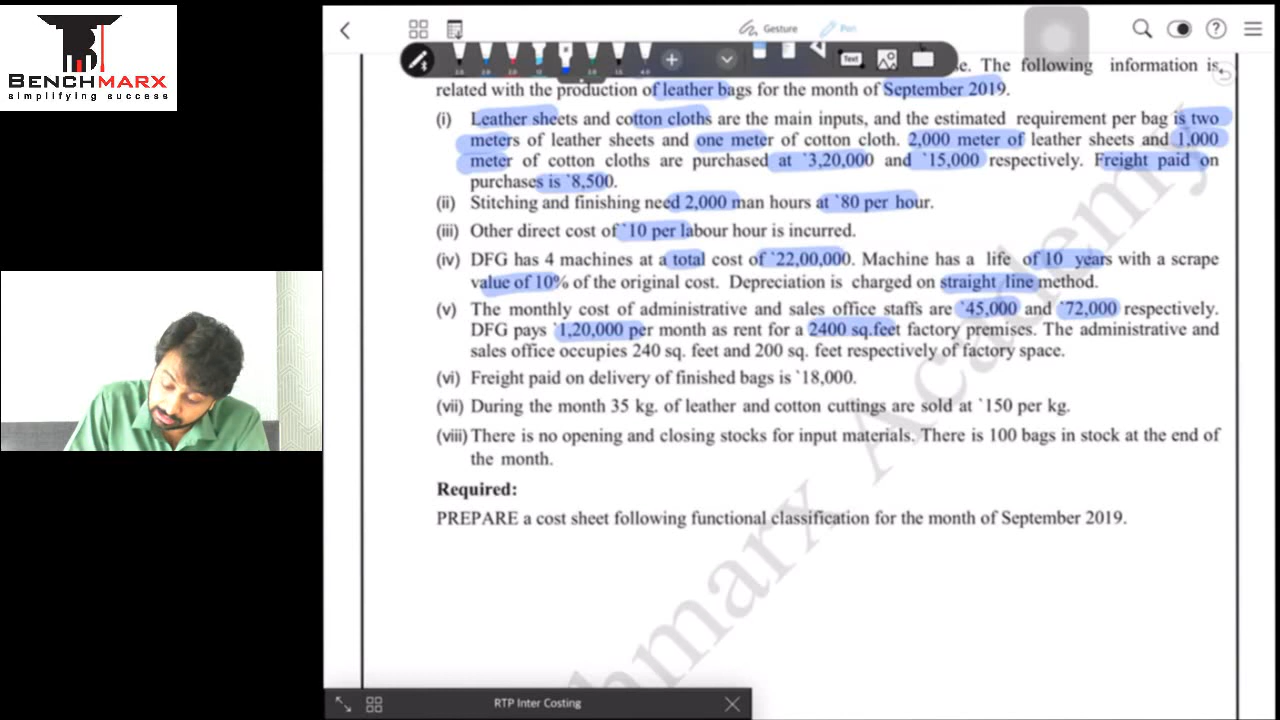 BENCHMARX
simplifying success
Gesture
Pen
Text
se. The following information is
related with the production of leather bags for the month of September 2019.
(i) Leather sheets and cotton cloths are the main inputs, and the estimated requirement per bag is two
meters of leather sheets and one meter of cotton cloth. 2,000 meter of leather sheets and 1,000
meter of cotton cloths are purchased at `3,20,000 and `15,000 respectively. Freight paid on
purchases is `8,500.
(ii) Stitching and finishing need 2,000 man hours at `80 per hour.
(iii) Other direct cost of `10 per labour hour is incurred.
(iv) DFG has 4 machines at a total cost of `22,00,000. Machine has a life of 10 years with a scrape
value of 10% of the original cost. Depreciation is charged on straight line method.
(v) The monthly cost of administrative and sales office staffs are `45,000 and `72,000 respectively.
DFG pays `1,20,000 per month as rent for a 2400 sq.feet factory premises. The administrative and
sales office occupies 240 sq. feet and 200 sq. feet respectively of factory space.
(vi) Freight paid on delivery of finished bags is `18,000.
(vii) During the month 35 kg. of leather and cotton cuttings are sold at `150 per kg.
(viii) There is no opening and closing stocks for input materials. There is 100 bags in stock at the end of
the month.
Required:
PREPARE a cost sheet following functional classification for the month of September 2019.
hmarx Academy
RTP Inter Costing